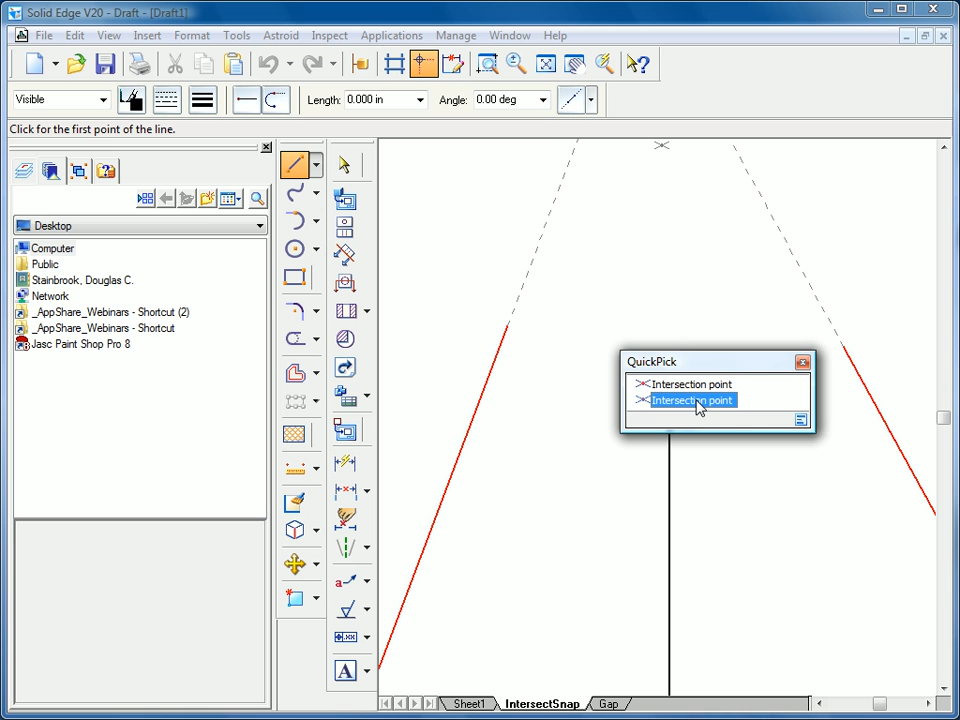 Solid Edge V20 - Draft - [Draft1]
File Edit View Insert Format Tools Astroid Inspect Applications Manage Window Help
Visible Length: 0.000 in Angle: 0.00 deg
Click for the first point of the line.
Desktop
Computer
Public
Stainbrook, Douglas C.
Network
_AppShare_Webinars - Shortcut (2)
_AppShare_Webinars - Shortcut
Jasc Paint Shop Pro 8
QuickPick
Intersection point
Intersection point
Sheet1 IntersectSnap Gap